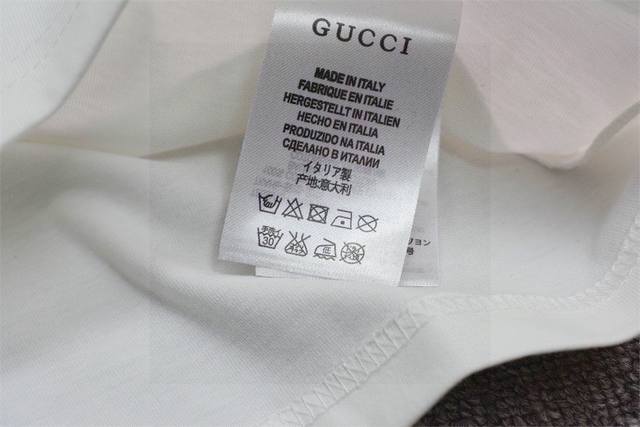 GUCCI
MADE IN ITALY
FABRIQUE EN ITALIE
HERGESTELLT IN ITALIEN
HECHO EN ITALIA
PRODUZIDO NA ITALIA
СДЕЛАНО В ИТАЛИИ
イタリア製
产地:意大利
30